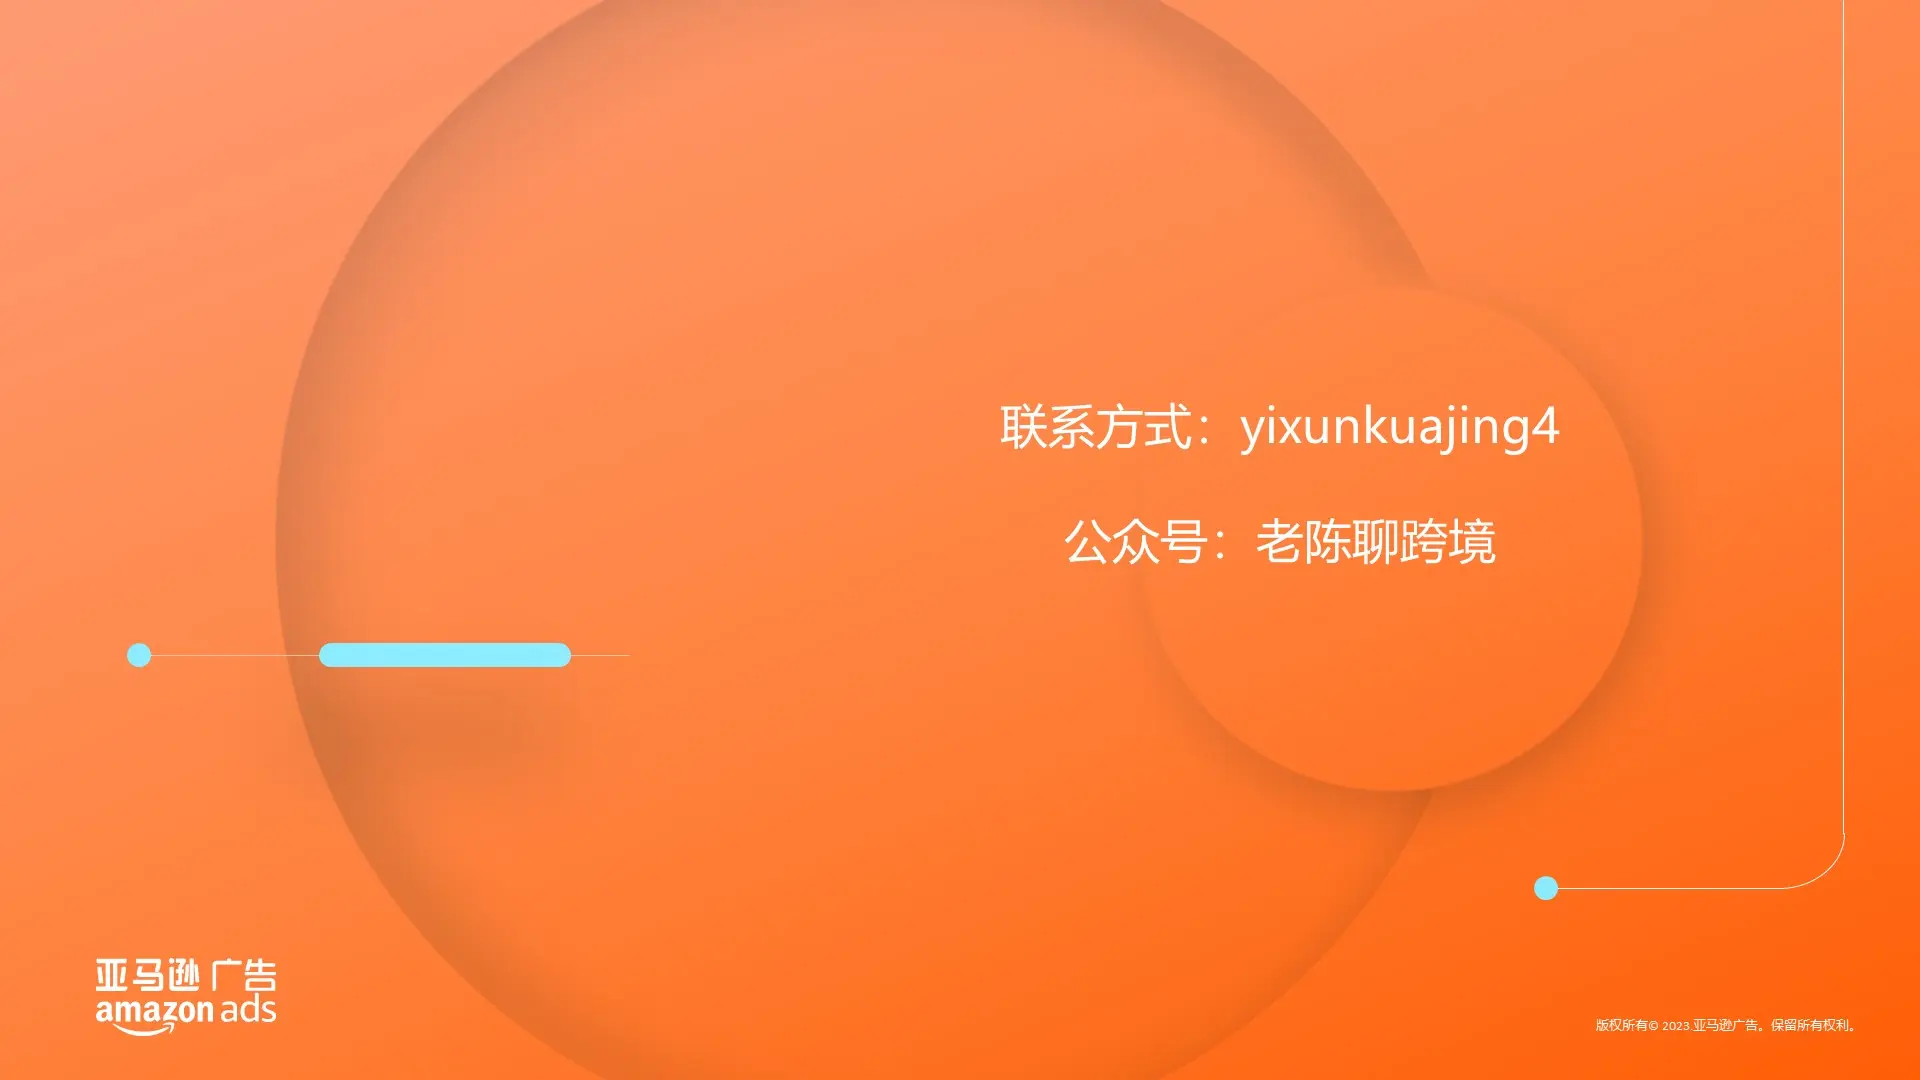 联系方式：yixunkuajing4
公众号：老陈聊跨境
亚马逊广告
amazon ads
版权所有© 2023.亚马逊广告。保留所有权利。